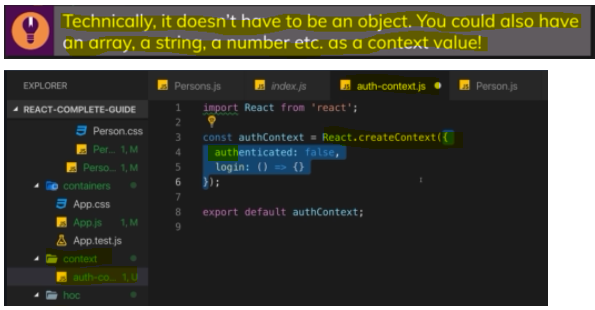 Technically, it doesn't have to be an object. You could also have
an array, a string, a number etc. as a context value!
EXPLORER
REACT-COMPLETE-GUIDE
Person.css
Per... 1, M
Perso... 1, M
containers
App.css
App.js 1, M
App.test.js
context
auth-co... 1, U
hoc
JS Persons.js JS index.js JS auth-context.js JS Person.js
1 import React from 'react';
2
3 const authContext = React.createContext({
4 authenticated: false,
5 login: () => {}
6 });
7
8 export default authContext;
9